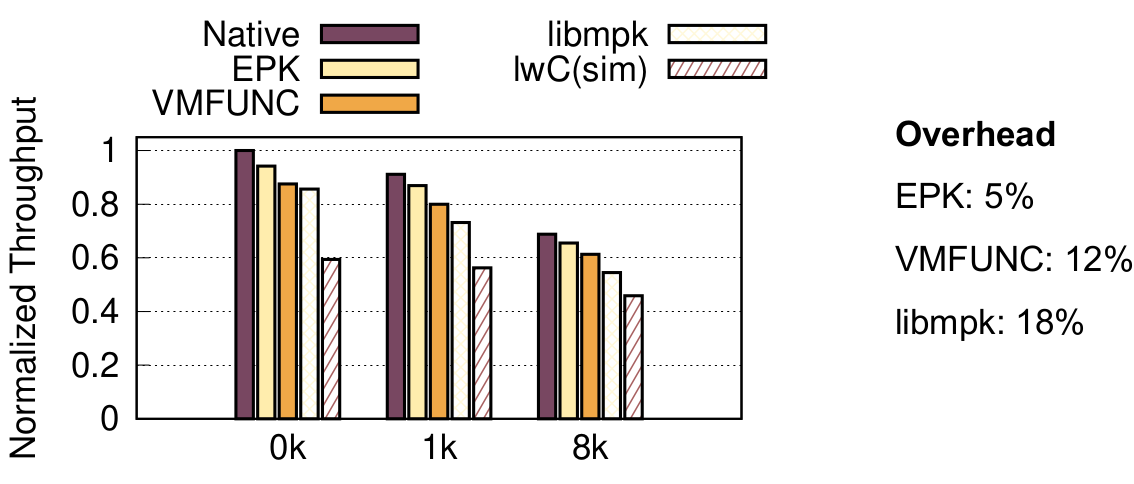 Native
EPK
VMFUNC
libmpk
lwC(sim)
Normalized Throughput
1
0.8
0.6
0.4
0.2
0
0k 1k 8k
Overhead
EPK: 5%
VMFUNC: 12%
libmpk: 18%